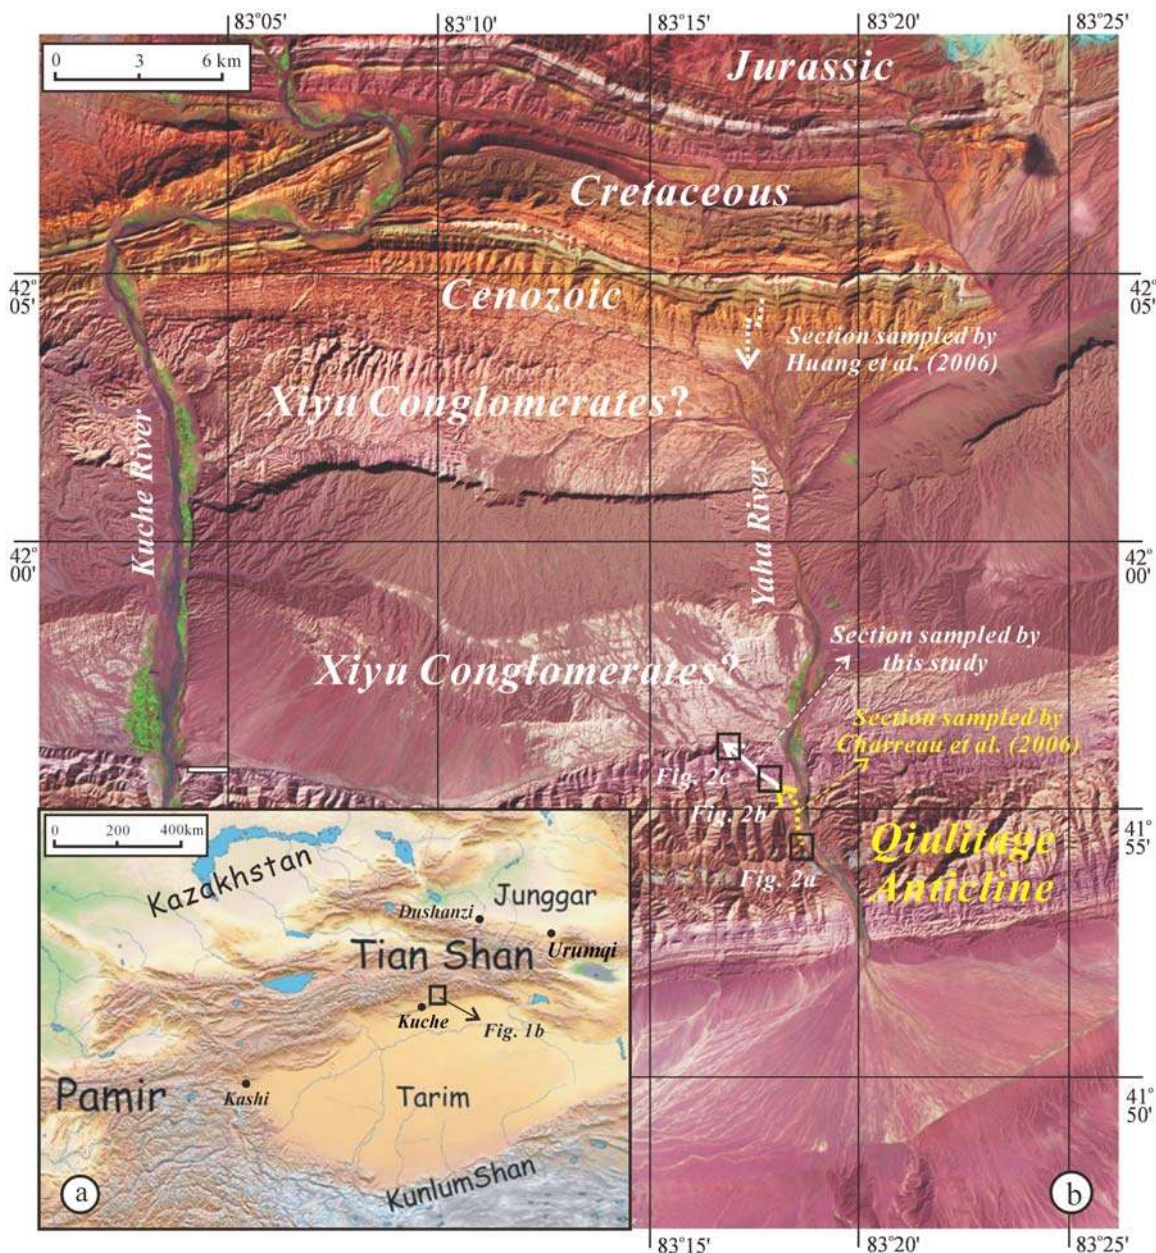 83°05'
83°10'
83°15'
83°20'
83°25'
0 3 6 km
Jurassic
Cretaceous
42°
05'
42°
05'
Cenozoic
Section sampled by
Huang et al. (2006)
Xiyu Conglomerates?
Kuche River
Yaha River
42°
00'
42°
00'
Section sampled by
this study
Xiyu Conglomerates?
Section sampled by
Charreau et al. (2006)
Fig. 2c
Fig. 2b
Fig. 2a
Qiulitage
Anticline
41°
55'
0 200 400km
Kazakhstan
Junggar
Dushanzi
Urumqi
Tian Shan
Kuche
Fig. 1b
Pamir
Kashi
Tarim
KunlumShan
a
41°
50'
b
83°15'
83°20'
83°25'